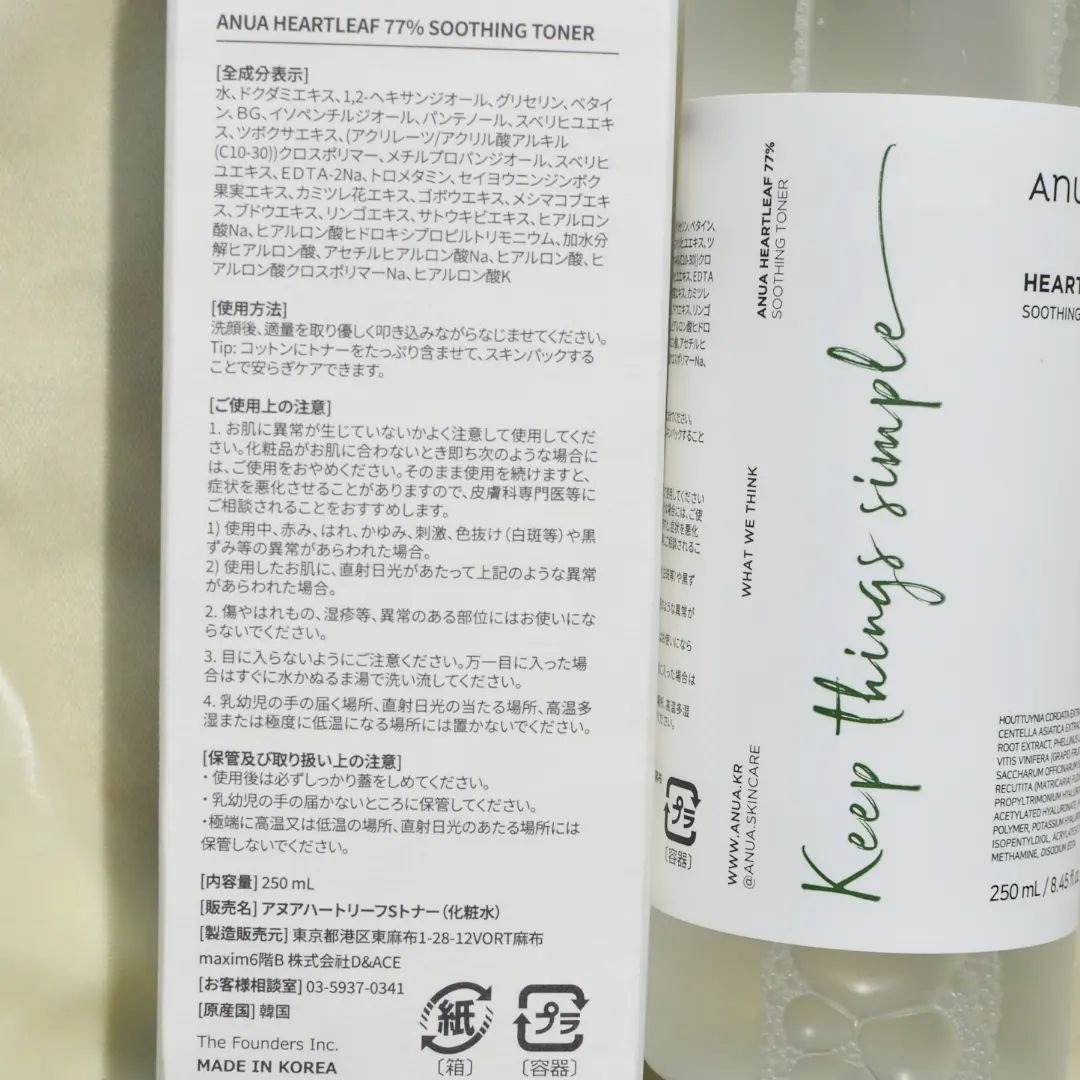 ANUA HEARTLEAF 77% SOOTHING TONER
[全成分表示]
水、ドクダミエキス、1,2-ヘキサンジオール、グリセリン、ベタイ
ン、BG、イソペンチルジオール、パンテノール、スベリヒユエキ
ス、ツボクサエキス、(アクリレーツ/アクリル酸アルキル
(C10-30))クロスポリマー、メチルプロパンジオール、スベリヒ
ユエキス、EDTA-2Na、トロメタミン、セイヨウニンジンボク
果実エキス、カミツレ花エキス、ゴボウエキス、メシマコブエキ
ス、ブドウエキス、リンゴエキス、サトウキビエキス、ヒアルロン
酸Na、ヒアルロン酸ヒドロキシプロピルトリモニウム、加水分
解ヒアルロン酸、アセチルヒアルロン酸Na、ヒアルロン酸、ヒ
アルロン酸クロスポリマーNa、ヒアルロン酸K
[使用方法]
洗顔後、適量を取り優しく叩き込みながらなじませてください。
Tip: コットンにトナーをたっぷり含ませて、スキンパックする
ことで安らぎケアできます。
[ご使用上の注意]
1. お肌に異常が生じていないかよく注意して使用してくだ
さい。化粧品がお肌に合わないとき即ち次のような場合に
は、ご使用をおやめください。そのまま使用を続けますと、
症状を悪化させることがありますので、皮膚科専門医等に
ご相談されることをおすすめします。
1) 使用中、赤み、はれ、かゆみ、刺激、色抜け(白斑等)や黒
ずみ等の異常があらわれた場合。
2) 使用したお肌に、直射日光があたって上記のような異常
があらわれた場合。
2. 傷やはれもの、湿疹等、異常のある部位にはお使いにな
らないでください。
3. 目に入らないようにご注意ください。万一目に入った場
合はすぐに水かぬるま湯で洗い流してください。
4. 乳幼児の手の届く場所、直射日光の当たる場所、高温多
湿または極度に低温になる場所には置かないでください。
[保管及び取り扱い上の注意]
・使用後は必ずしっかり蓋をしめてください。
・乳幼児の手の届かないところに保管してください。
・極端に高温又は低温の場所、直射日光のあたる場所には
保管しないでください。
[内容量] 250 mL
[販売名] アヌアハートリーフSトナー(化粧水)
[製造販売元] 東京都港区東麻布1-28-12VORT麻布
maxim6階B 株式会社D&ACE
[お客様相談室] 03-5937-0341
[原産国] 韓国
The Founders Inc.
MADE IN KOREA
紙
(箱)
プラ
(容器)
プラ
(容器)
ANUA HEARTLEAF 77%
SOOTHING TONER
WHAT WE THINK
WWW.ANUA.KR
@ANUA.SKINCARE
Keep things simple
HOUTTUYNIA CORDATA
CENTELLA ASIATICA
ROOT EXTRACT, PHELLINUS
VITIS VINIFERA (GRAPE)
SACCHARUM OFFICINARUM
RECUTITA (MATRICARIA)
PROPYLTRIMONIUM
ACETYLATED
POLYMER, POTASSIUM
ISOPENTYLDIOL,
METHAMINE, DISODIUM EDTA
250 mL / 8.45 fl.